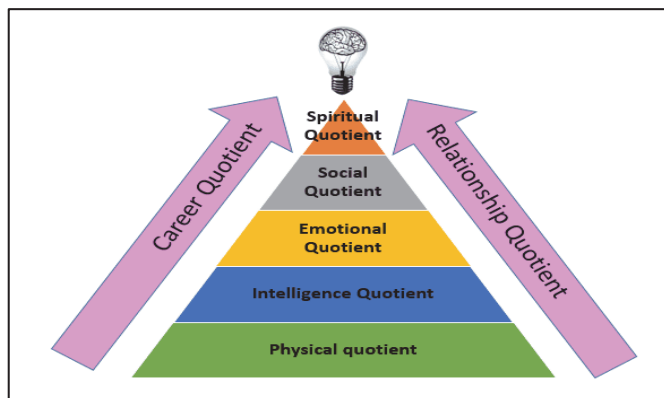 Spiritual
Quotient
Social
Quotient
Emotional
Quotient
Intelligence Quotient
Physical quotient
Career Quotient
Relationship Quotient